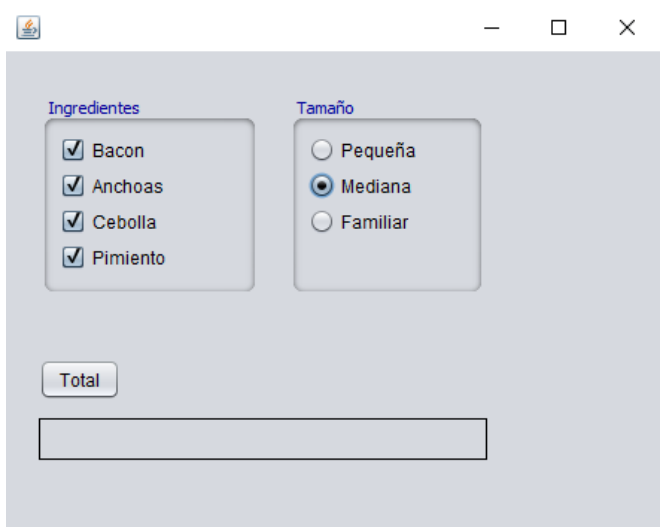 Ingredientes
Bacon
Anchoas
Cebolla
Pimiento
Tamaño
Pequeña
Mediana
Familiar
Total